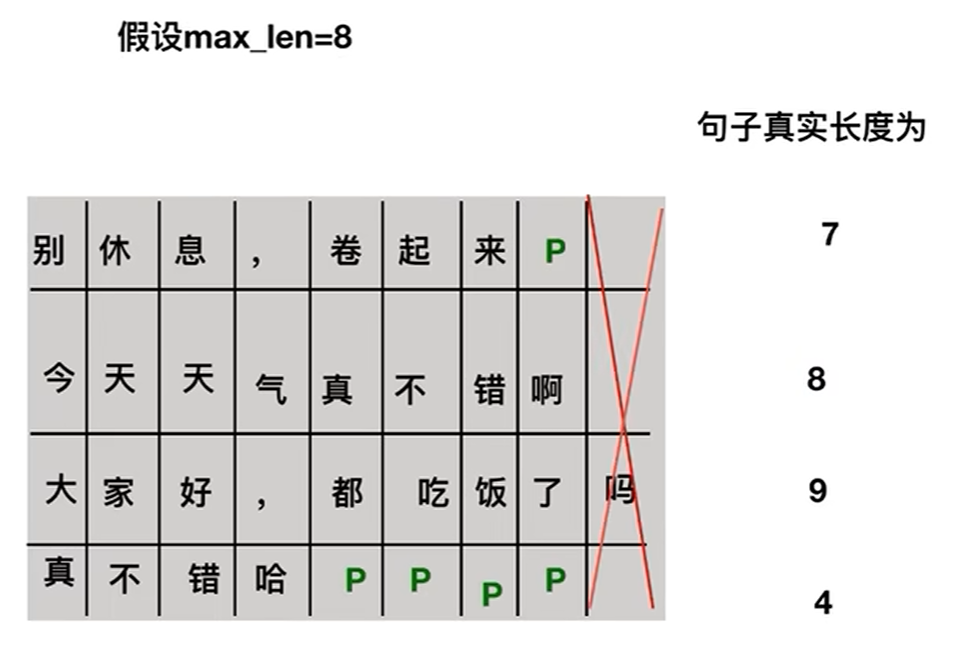 假设max_len=8
句子真实长度为
别 休 息 ， 卷 起 来 P 7
今 天 天 气 真 不 错 啊 8
大 家 好 ， 都 吃 饭 了 吗 9
真 不 错 哈 P P P P 4